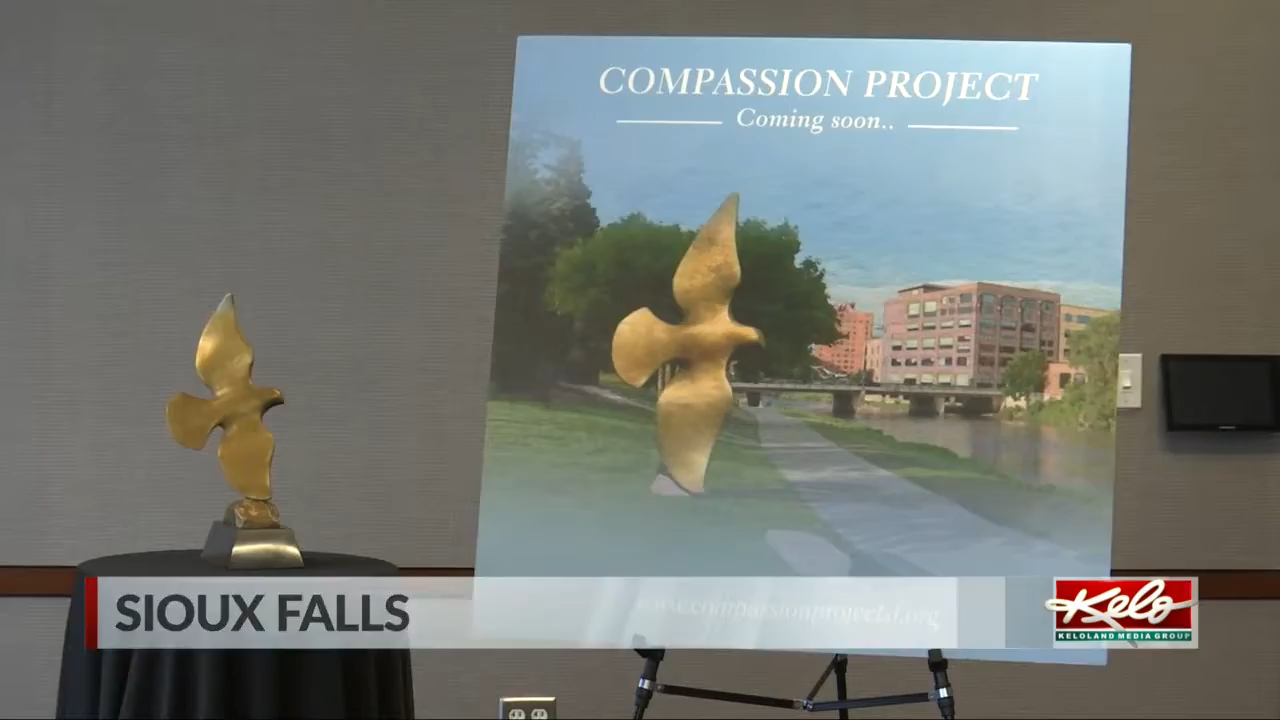 COMPASSION PROJECT
Coming soon..
SIOUX FALLS
Kelo
KELOLAND MEDIA GROUP